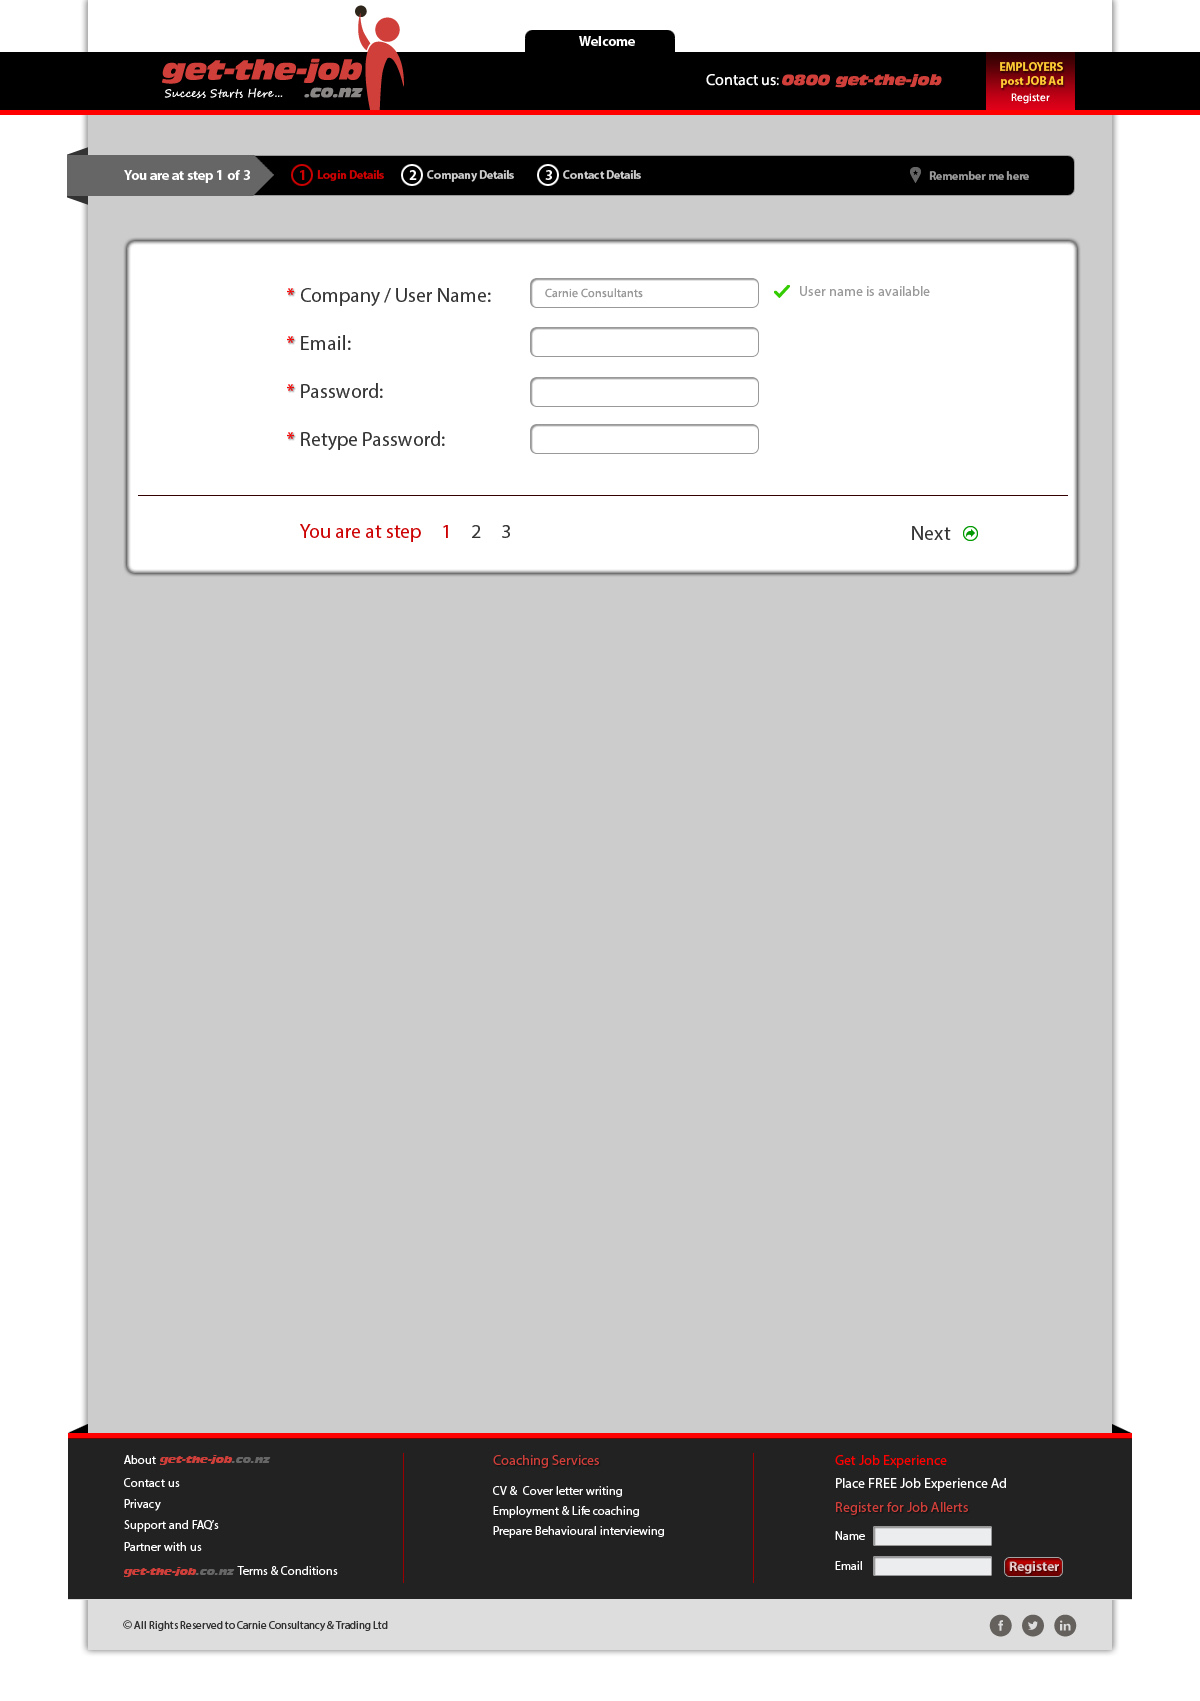 Welcome
get-the-job
.co.nz
Success Starts Here...
Contact us: 0800 get-the-job
EMPLOYERS
post JOB Ad
Register
You are at step 1 of 3
1 Login Details
2 Company Details
3 Contact Details
Remember me here
* Company / User Name:
Carnie Consultants
User name is available
* Email:
* Password:
* Retype Password:
You are at step 1 2 3
Next
About get-the-job.co.nz
Contact us
Privacy
Support and FAQ's
Partner with us
get-the-job.co.nz Terms & Conditions
Coaching Services
CV & Cover letter writing
Employment & Life coaching
Prepare Behavioural interviewing
Get Job Experience
Place FREE Job Experience Ad
Register for Job Allerts
Name
Email
Register
© All Rights Reserved to Carnie Consultancy & Trading Ltd
f
in